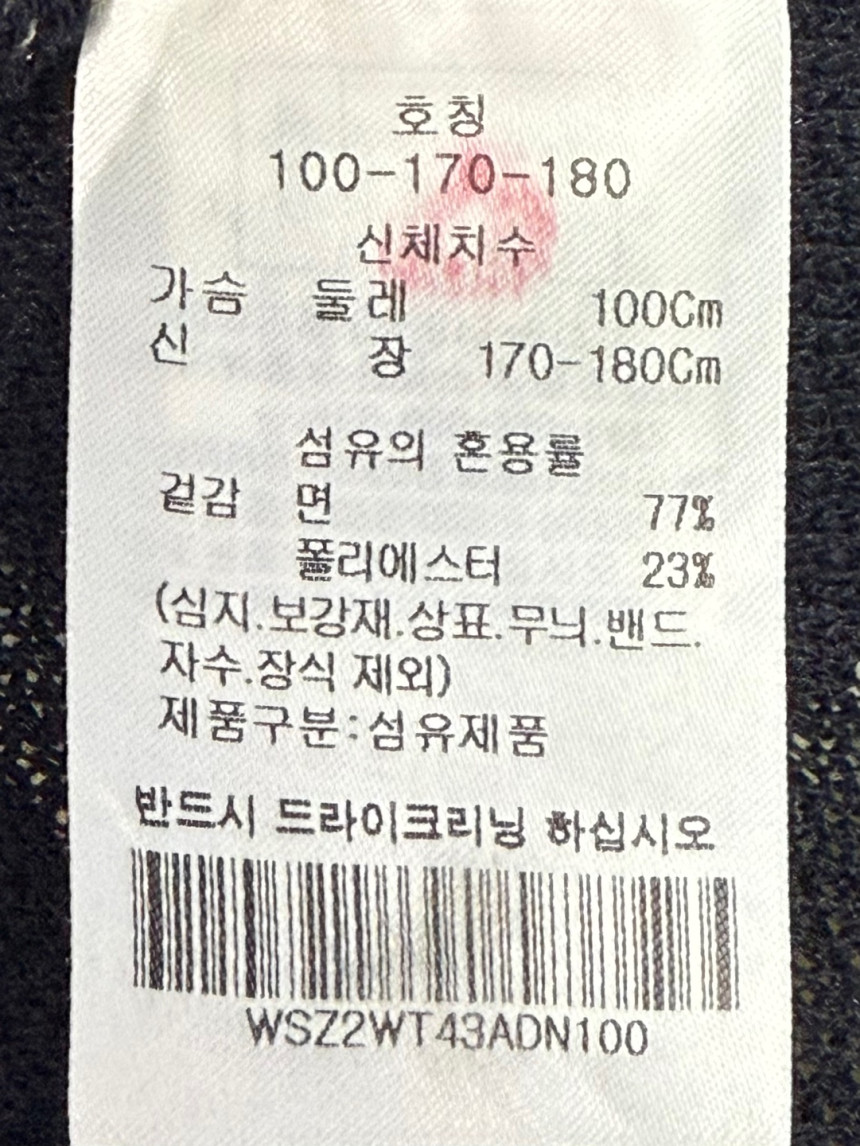 호칭
100-170-180
신체치수
가슴 둘레 100Cm
신 장 170-180Cm
섬유의 혼용률
겉감 면 77%
폴리에스터 23%
(심지.보강재.상표.무늬.밴드.
자수.장식 제외)
제품구분:섬유제품
반드시 드라이크리닝 하십시오
WSZ2WT43ADN100